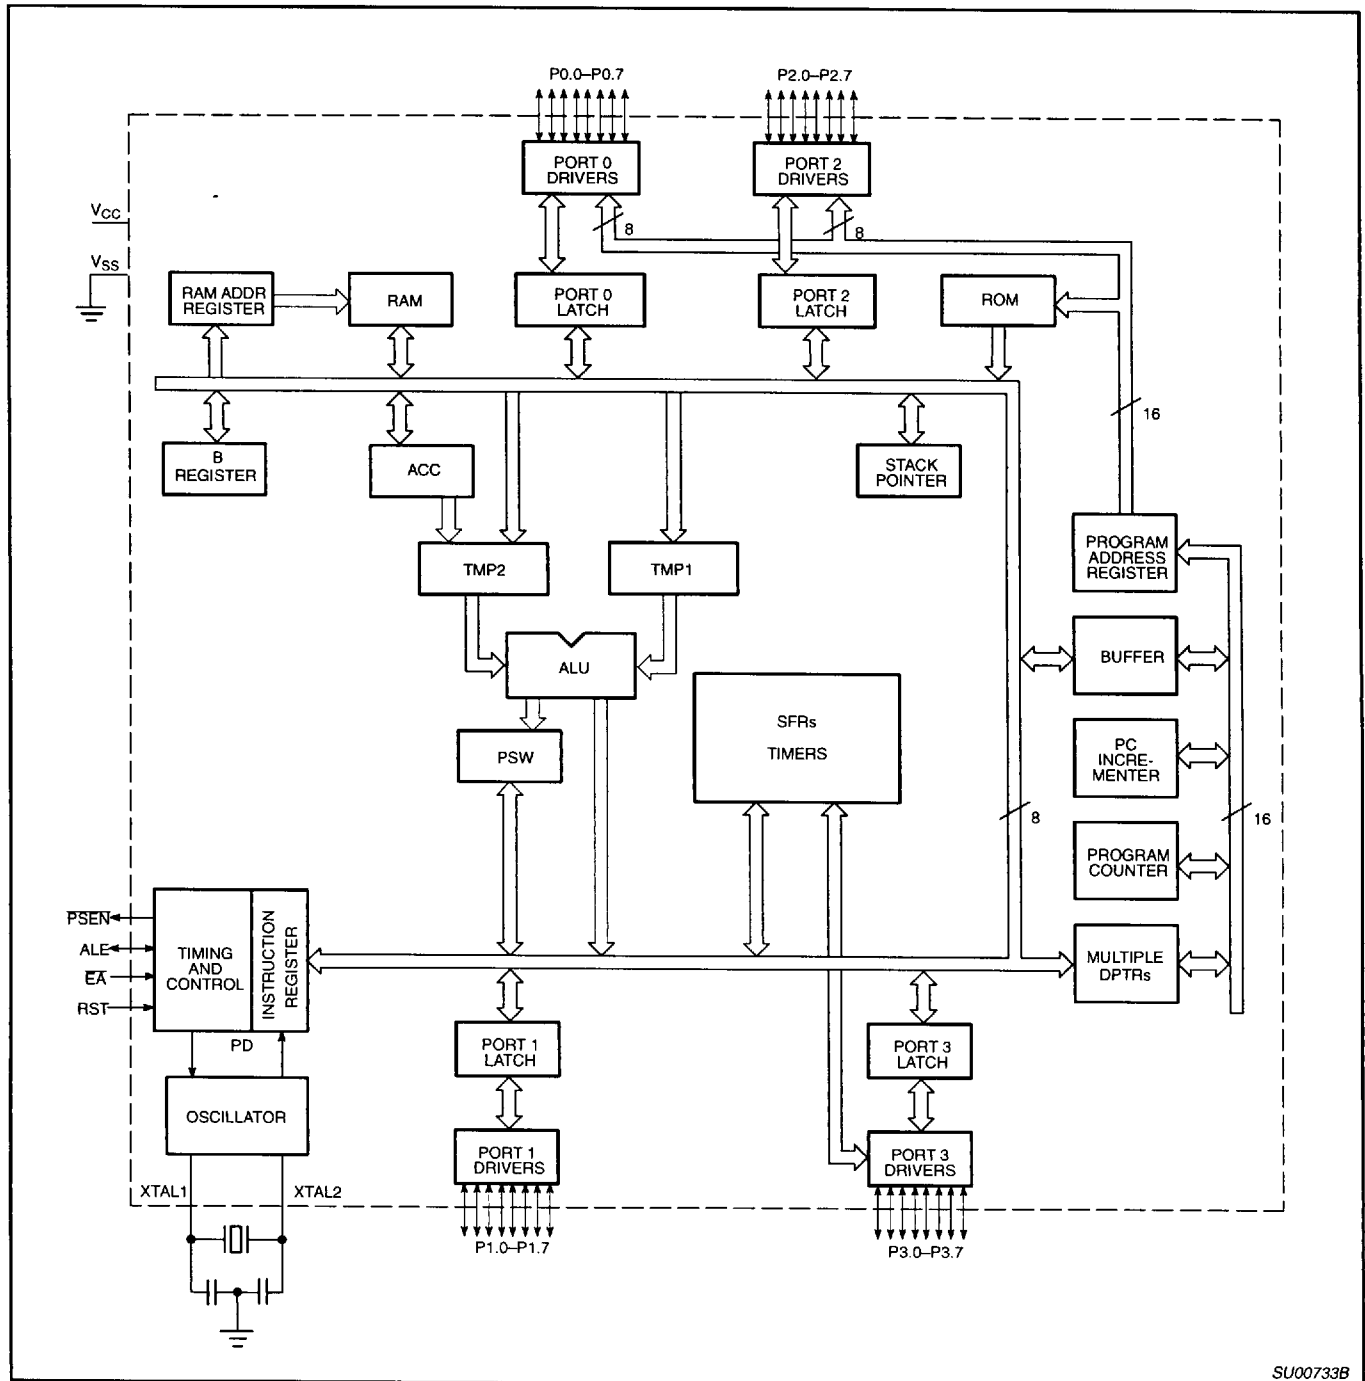 P0.0–P0.7
P2.0–P2.7
PORT 0
DRIVERS
PORT 2
DRIVERS
VCC
8
8
VSS
RAM ADDR
REGISTER
RAM
PORT 0
LATCH
PORT 2
LATCH
ROM
16
B
REGISTER
ACC
STACK
POINTER
PROGRAM
ADDRESS
REGISTER
TMP2
TMP1
BUFFER
ALU
SFRs
TIMERS
PSW
PC
INCRE-
MENTER
8
16
PROGRAM
COUNTER
PSEN
ALE
EA
RST
TIMING
AND
CONTROL
INSTRUCTION
REGISTER
MULTIPLE
DPTRs
PD
PORT 1
LATCH
PORT 3
LATCH
OSCILLATOR
PORT 1
DRIVERS
PORT 3
DRIVERS
XTAL1
XTAL2
P1.0–P1.7
P3.0–P3.7
SU00733B